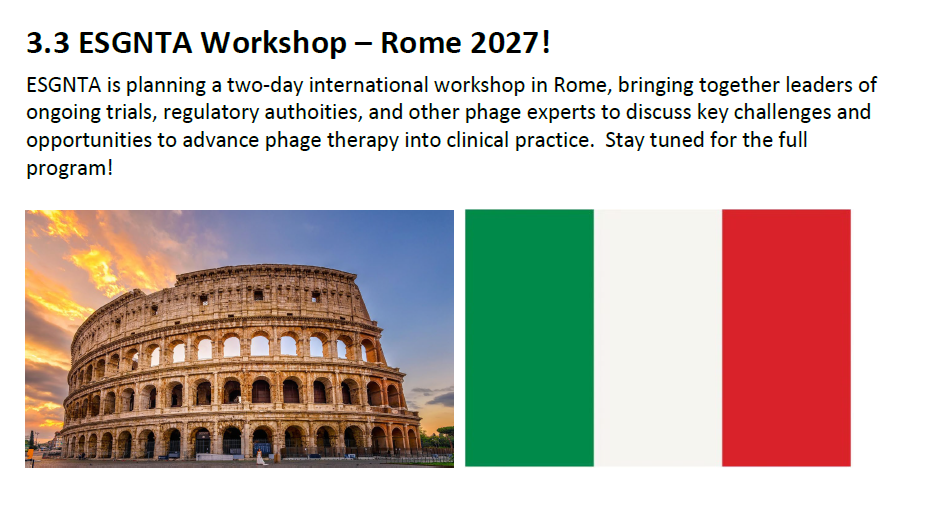 3.3 ESGNTA Workshop – Rome 2027!
ESGNTA is planning a two-day international workshop in Rome, bringing together leaders of
ongoing trials, regulatory authoities, and other phage experts to discuss key challenges and
opportunities to advance phage therapy into clinical practice.  Stay tuned for the full
program!